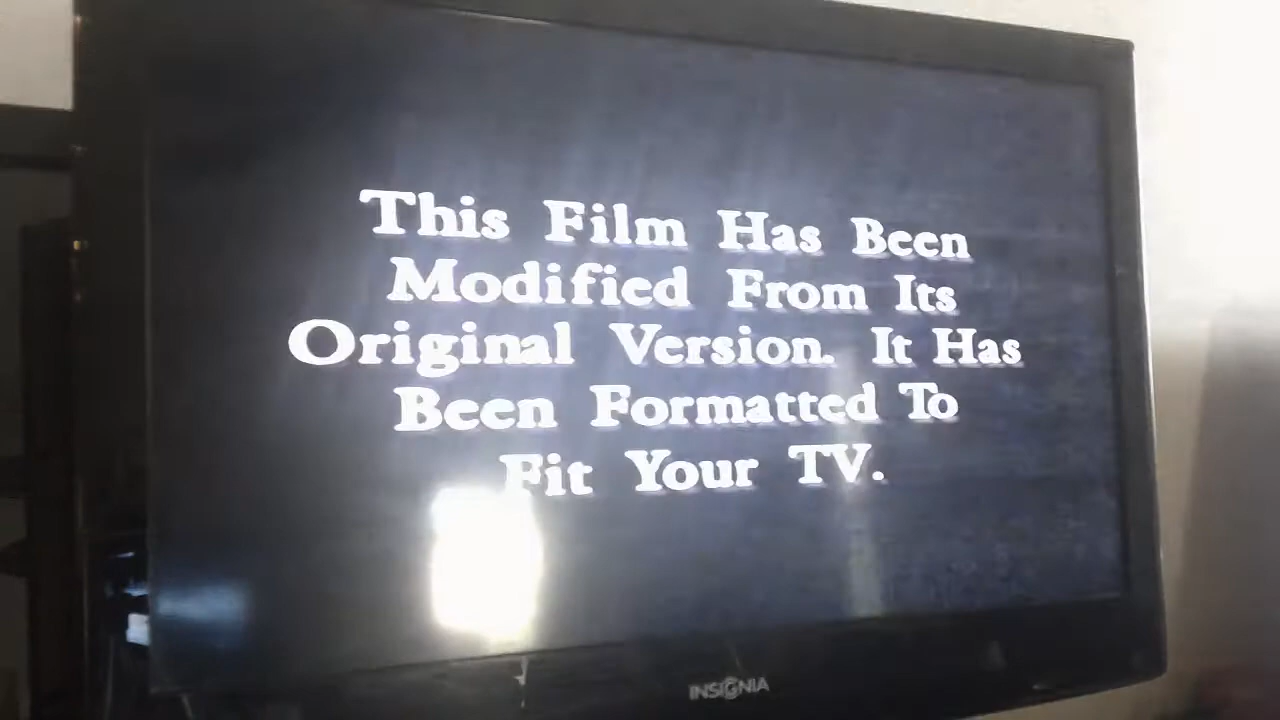 This Film Has Been
Modified From Its
Original Version. It Has
Been Formatted To
Fit Your TV.
INSIGNIA